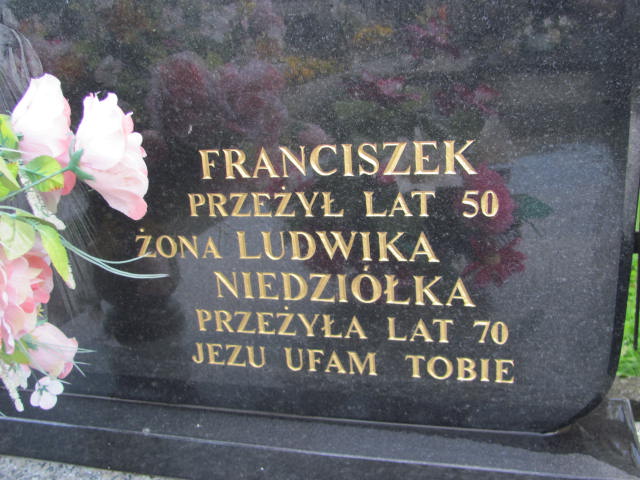 FRANCISZEK
PRZEŻYŁ LAT 50
ŻONA LUDWIKA
NIEDZIÓŁKA
PRZEŻYŁA LAT 70
JEZU UFAM TOBIE